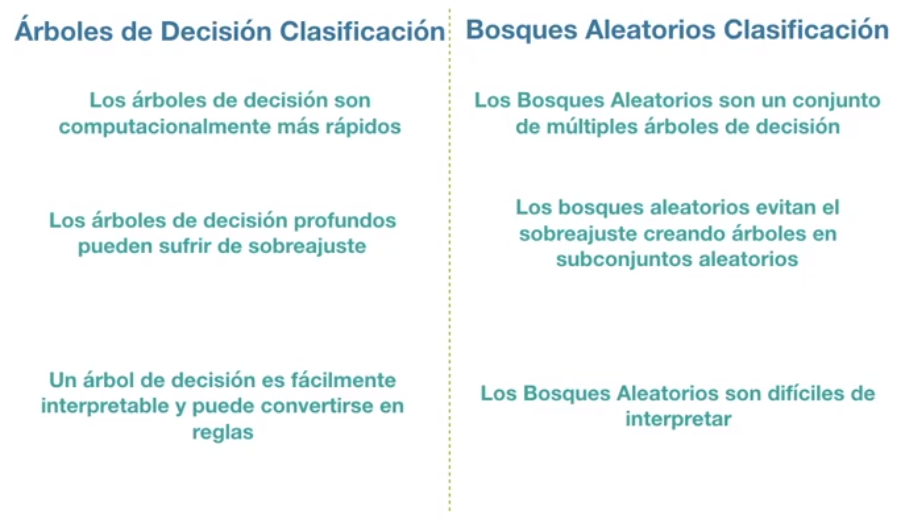 Árboles de Decisión Clasificación
Los árboles de decisión son
computacionalmente más rápidos
Los árboles de decisión profundos
pueden sufrir de sobreajuste
Un árbol de decisión es fácilmente
interpretable y puede convertirse en
reglas
Bosques Aleatorios Clasificación
Los Bosques Aleatorios son un conjunto
de múltiples árboles de decisión
Los bosques aleatorios evitan el
sobreajuste creando árboles en
subconjuntos aleatorios
Los Bosques Aleatorios son difíciles de
interpretar